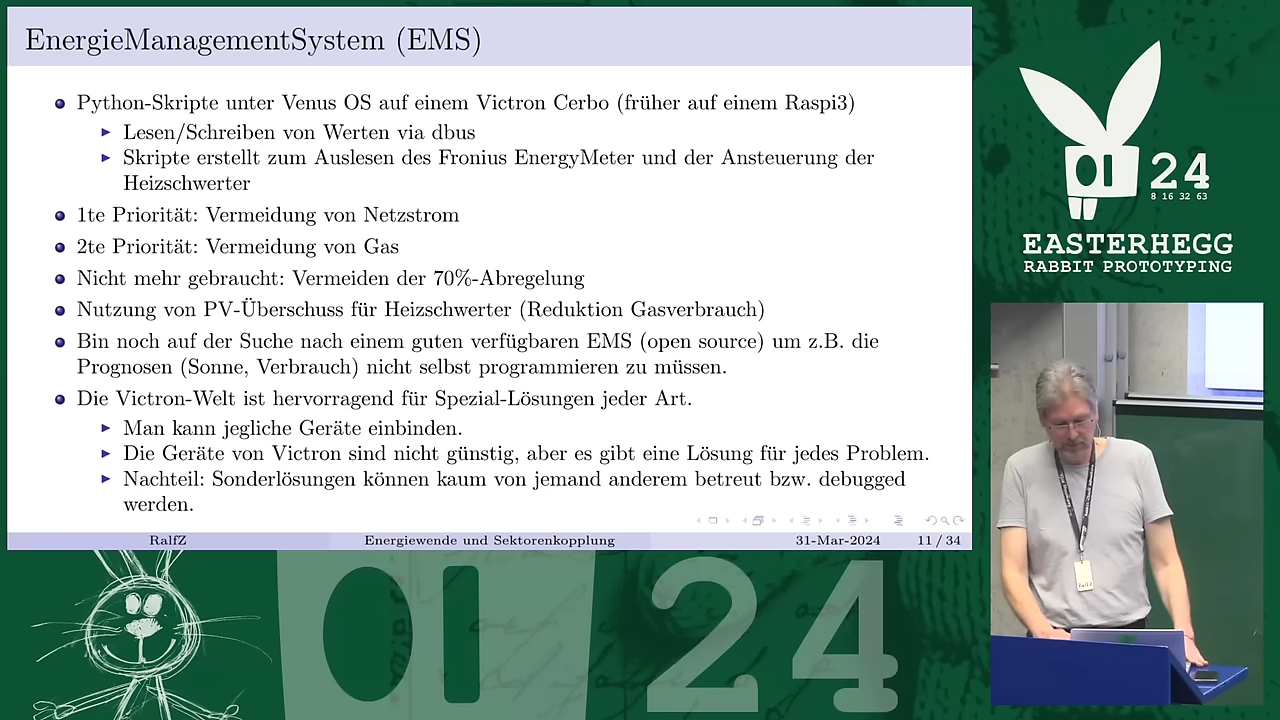 EnergieManagementSystem (EMS)
Python-Skripte unter Venus OS auf einem Victron Cerbo (früher auf einem Raspi3)
Lesen/Schreiben von Werten via dbus
Skripte erstellt zum Auslesen des Fronius EnergyMeter und der Ansteuerung der
Heizschwerter
1te Priorität: Vermeidung von Netzstrom
2te Priorität: Vermeidung von Gas
Nicht mehr gebraucht: Vermeiden der 70%-Abregelung
Nutzung von PV-Überschuss für Heizschwerter (Reduktion Gasverbrauch)
Bin noch auf der Suche nach einem guten verfügbaren EMS (open source) um z.B. die
Prognosen (Sonne, Verbrauch) nicht selbst programmieren zu müssen.
Die Victron-Welt ist hervorragend für Spezial-Lösungen jeder Art.
Man kann jegliche Geräte einbinden.
Die Geräte von Victron sind nicht günstig, aber es gibt eine Lösung für jedes Problem.
Nachteil: Sonderlösungen können kaum von jemand anderem betreut bzw. debugged
werden.
RalfZ Energiewende und Sektorenkopplung 31-Mar-2024 11 / 34
24
8 16 32 63
EASTERHEGG
RABBIT PROTOTYPING
24